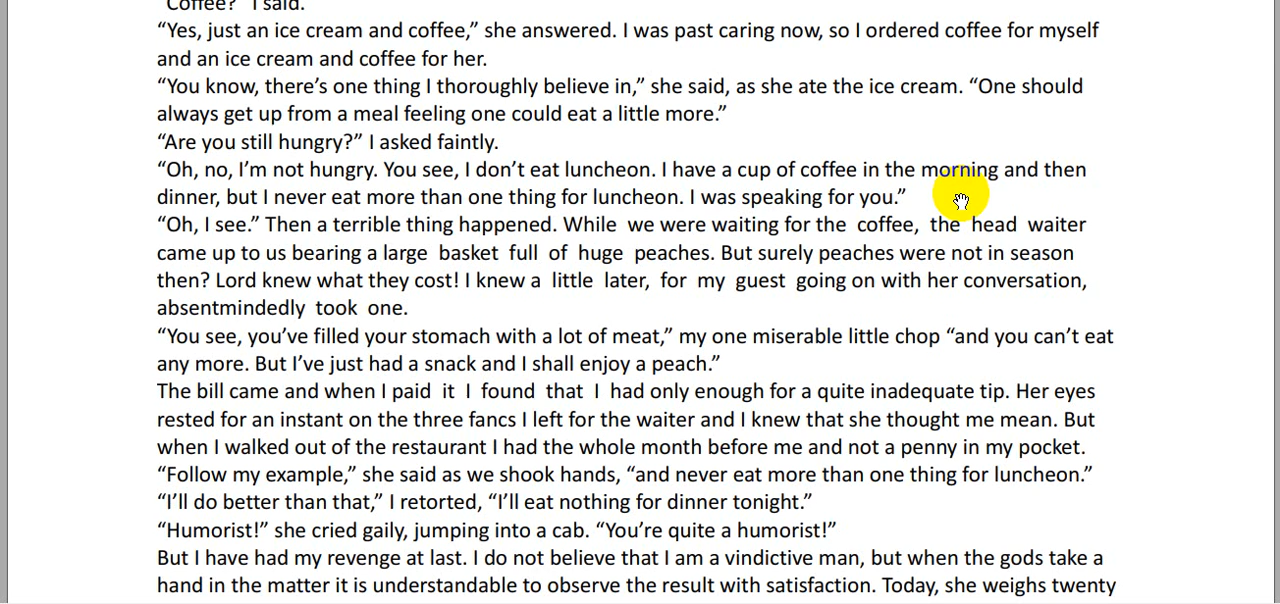 "Coffee?" I said.
“Yes, just an ice cream and coffee,” she answered. I was past caring now, so I ordered coffee for myself
and an ice cream and coffee for her.
“You know, there’s one thing I thoroughly believe in,” she said, as she ate the ice cream. “One should
always get up from a meal feeling one could eat a little more.”
“Are you still hungry?” I asked faintly.
“Oh, no, I’m not hungry. You see, I don’t eat luncheon. I have a cup of coffee in the morning and then
dinner, but I never eat more than one thing for luncheon. I was speaking for you.”
“Oh, I see.” Then a terrible thing happened. While we were waiting for the coffee, the head waiter
came up to us bearing a large basket full of huge peaches. But surely peaches were not in season
then? Lord knew what they cost! I knew a little later, for my guest going on with her conversation,
absentmindedly took one.
“You see, you’ve filled your stomach with a lot of meat,” my one miserable little chop “and you can’t eat
any more. But I’ve just had a snack and I shall enjoy a peach.”
The bill came and when I paid it I found that I had only enough for a quite inadequate tip. Her eyes
rested for an instant on the three fancs I left for the waiter and I knew that she thought me mean. But
when I walked out of the restaurant I had the whole month before me and not a penny in my pocket.
“Follow my example,” she said as we shook hands, “and never eat more than one thing for luncheon.”
“I’ll do better than that,” I retorted, “I’ll eat nothing for dinner tonight.”
“Humorist!” she cried gaily, jumping into a cab. “You’re quite a humorist!”
But I have had my revenge at last. I do not believe that I am a vindictive man, but when the gods take a
hand in the matter it is understandable to observe the result with satisfaction. Today, she weighs twenty